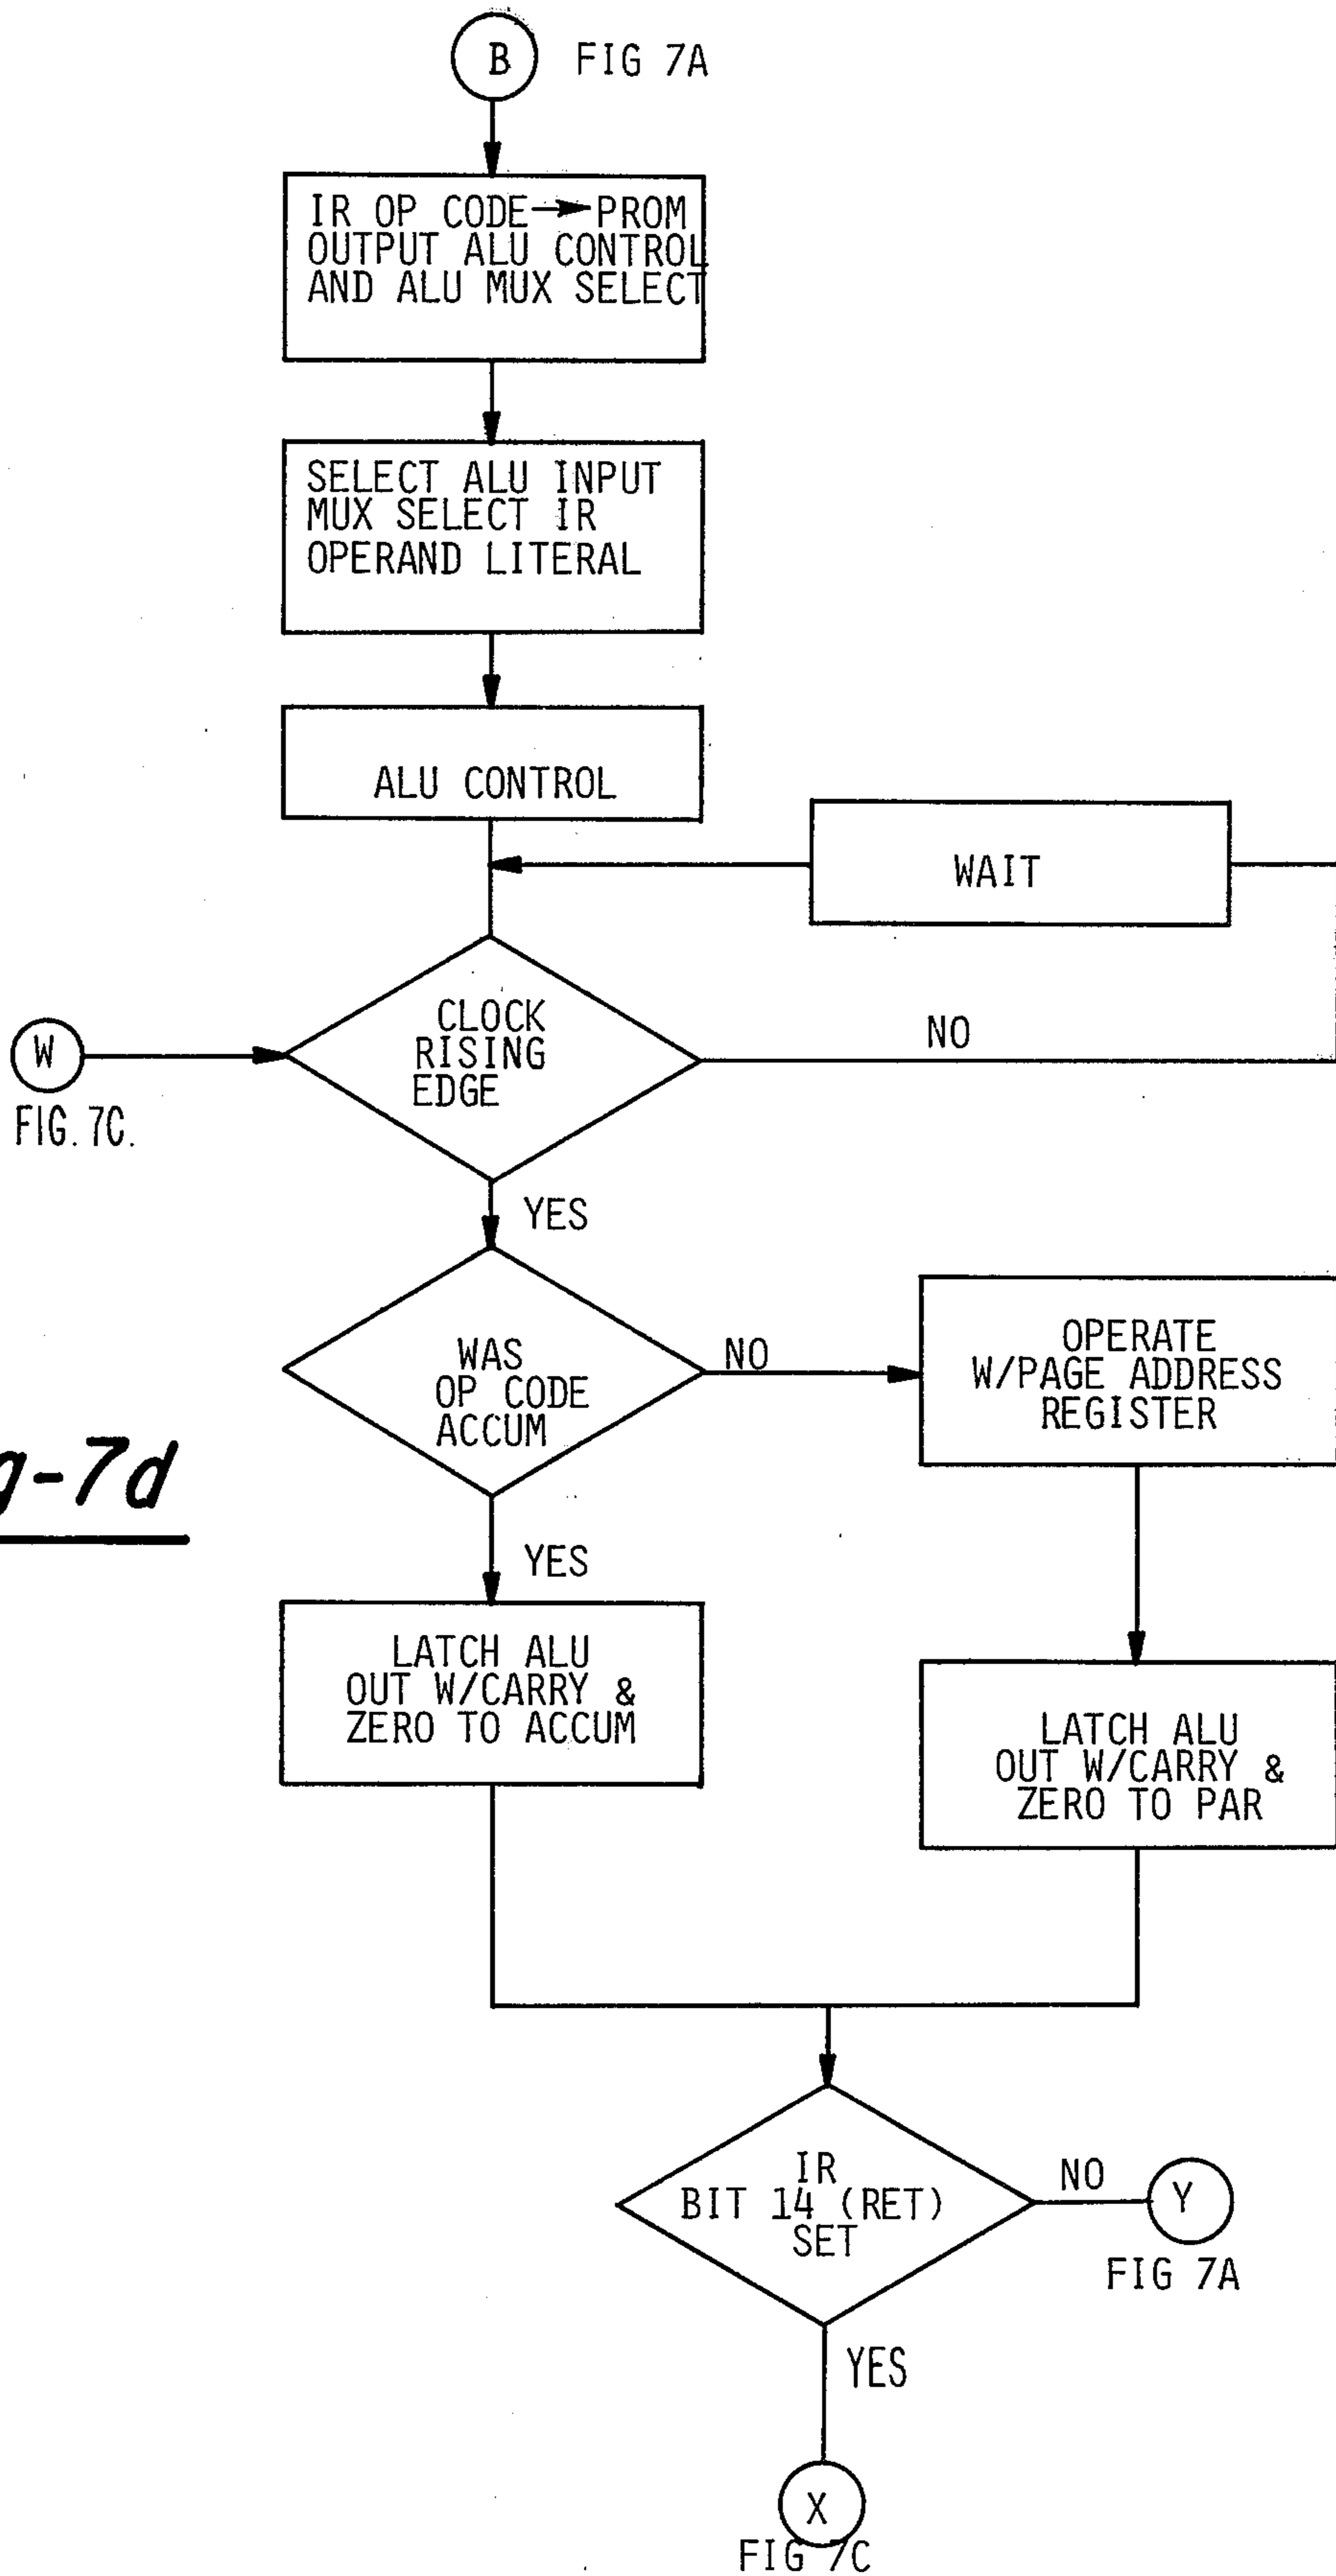 B FIG 7A
IR OP CODE → PROM
OUTPUT ALU CONTROL
AND ALU MUX SELECT
SELECT ALU INPUT
MUX SELECT IR
OPERAND LITERAL
ALU CONTROL
WAIT
CLOCK
RISING
EDGE
NO
W
FIG. 7C.
YES
WAS
OP CODE
ACCUM
NO
OPERATE
W/PAGE ADDRESS
REGISTER
g-7d
YES
LATCH ALU
OUT W/CARRY &
ZERO TO ACCUM
LATCH ALU
OUT W/CARRY &
ZERO TO PAR
IR
BIT 14 (RET)
SET
NO
Y
FIG 7A
YES
X
FIG 7C